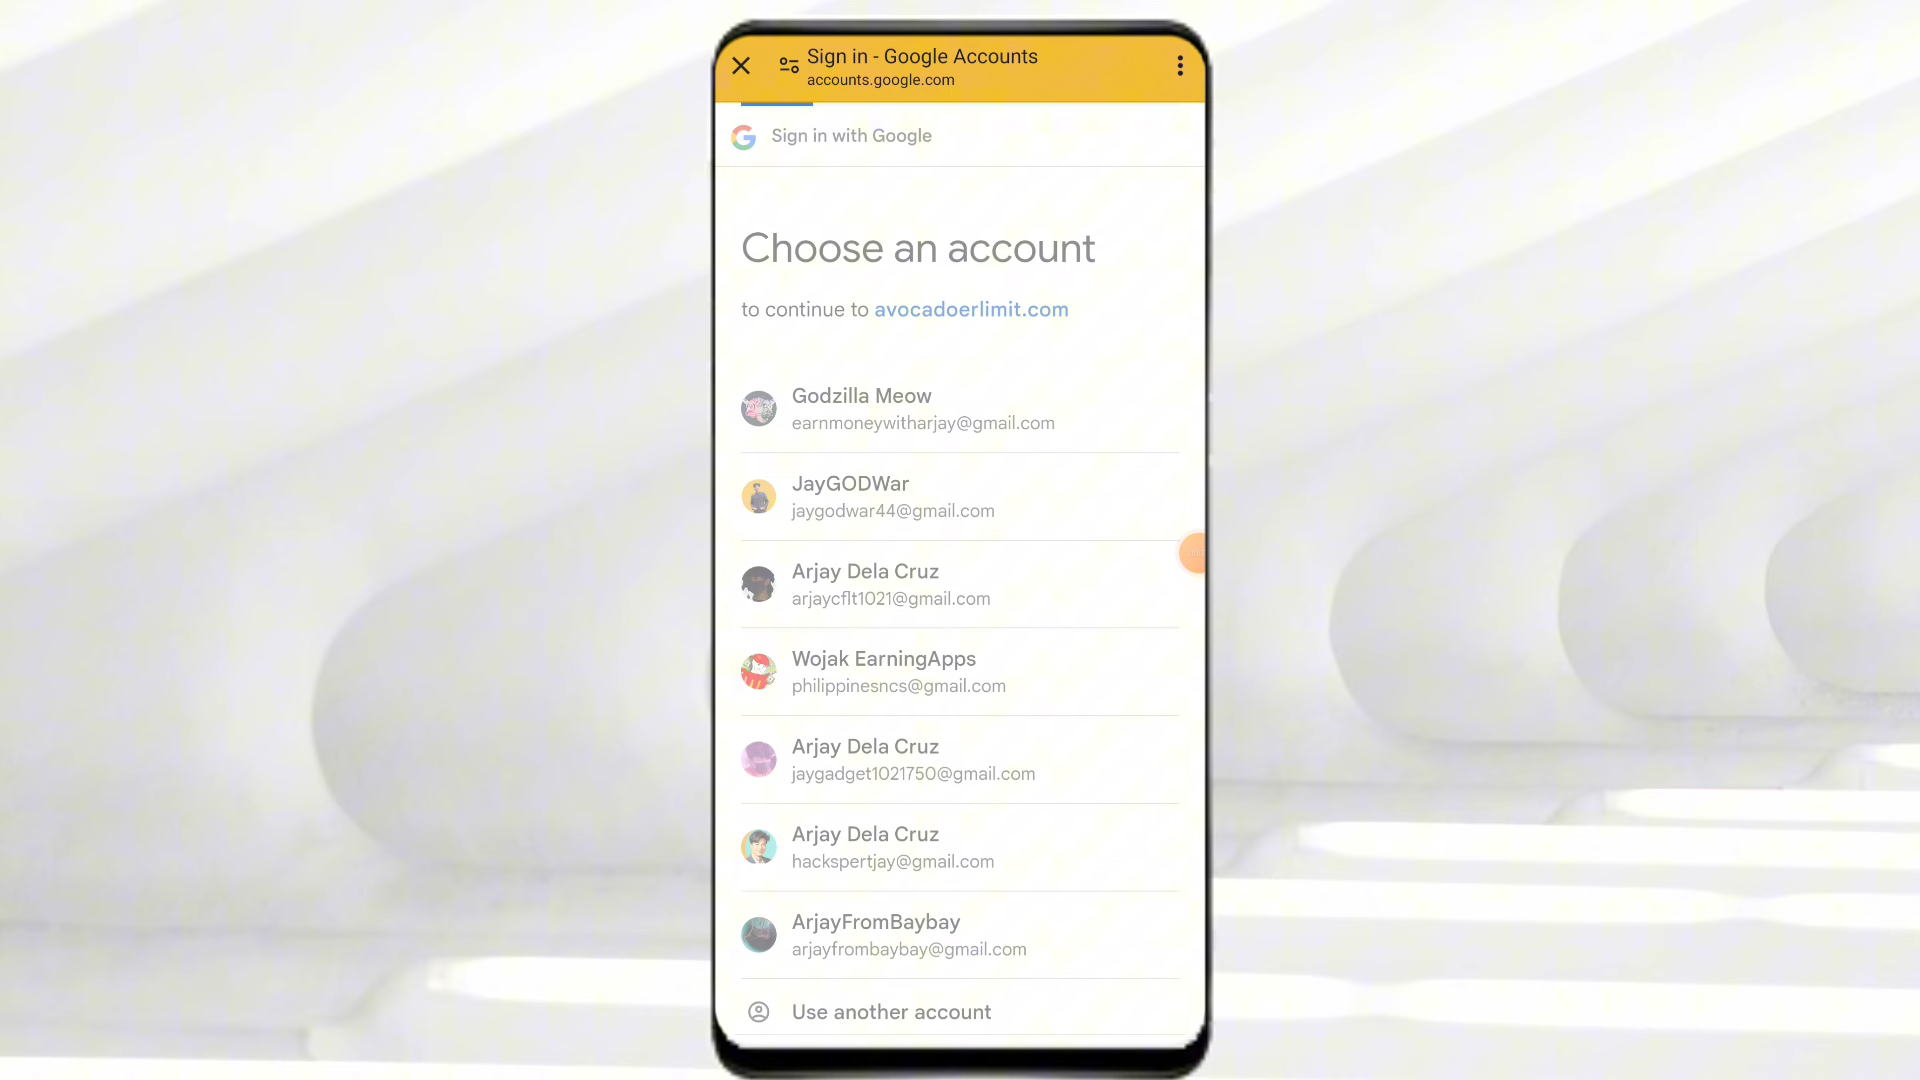 Sign in - Google Accounts
accounts.google.com
Sign in with Google
Choose an account
to continue to avocadoerlimit.com
Godzilla Meow
earnmoneywitharjay@gmail.com
JayGODWar
jaygodwar44@gmail.com
Arjay Dela Cruz
arjaycflt1021@gmail.com
Wojak EarningApps
philippinesncs@gmail.com
Arjay Dela Cruz
jaygadget1021750@gmail.com
Arjay Dela Cruz
hackspertjay@gmail.com
ArjayFromBaybay
arjayfrombaybay@gmail.com
Use another account